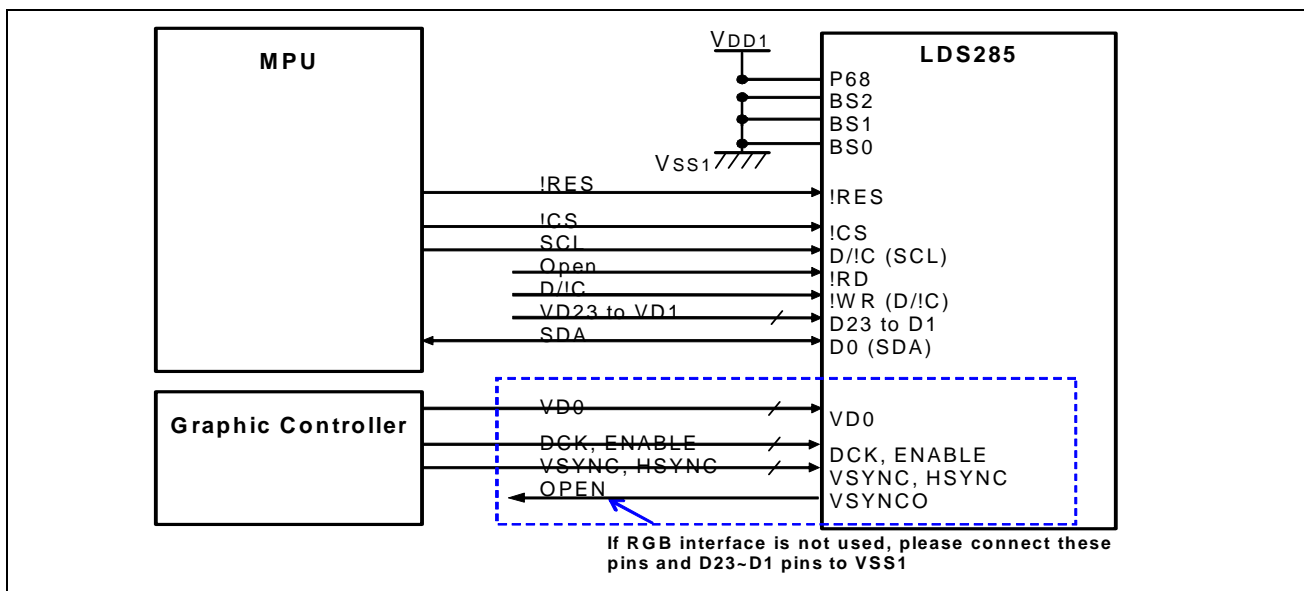 MPU
VDD1
LDS285
P68
BS2
BS1
BS0
VSS1
!RES
!RES
!CS
!CS
SCL
D/!C (SCL)
Open
!RD
D/!C
!WR (D/!C)
VD23 to VD1
D23 to D1
SDA
D0 (SDA)
Graphic Controller
VD0
VD0
DCK, ENABLE
DCK, ENABLE
VSYNC, HSYNC
VSYNC, HSYNC
OPEN
VSYNCO
If RGB interface is not used, please connect these
pins and D23~D1 pins to VSS1